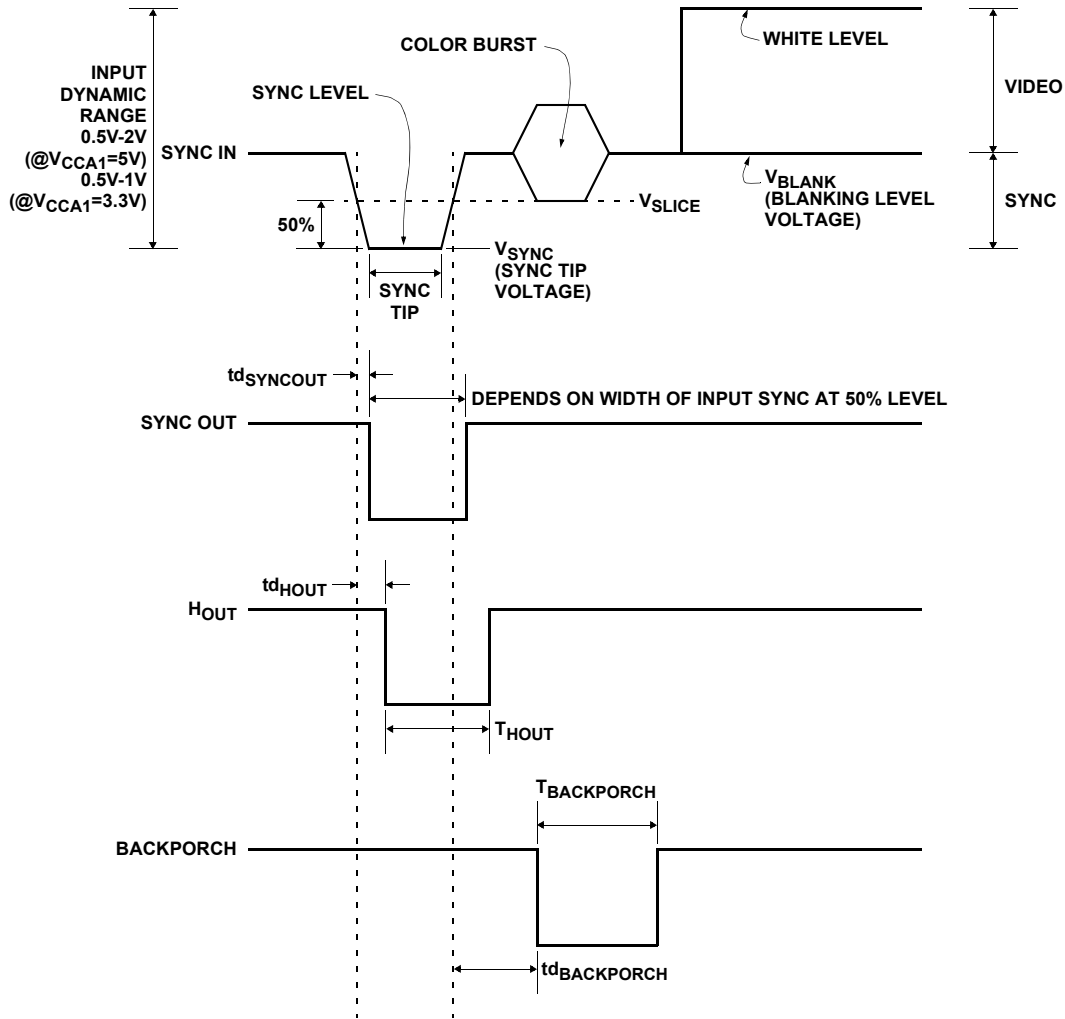 INPUT
DYNAMIC
RANGE
0.5V-2V
(@VCCA1=5V)
0.5V-1V
(@VCCA1=3.3V)
SYNC IN
SYNC LEVEL
COLOR BURST
WHITE LEVEL
VIDEO
SYNC
VBLANK
(BLANKING LEVEL
VOLTAGE)
VSLICE
50%
VSYNC
(SYNC TIP
VOLTAGE)
SYNC
TIP
tdSYNCOUT
DEPENDS ON WIDTH OF INPUT SYNC AT 50% LEVEL
SYNC OUT
tdHOUT
HOUT
THOUT
TBACKPORCH
BACKPORCH
tdBACKPORCH